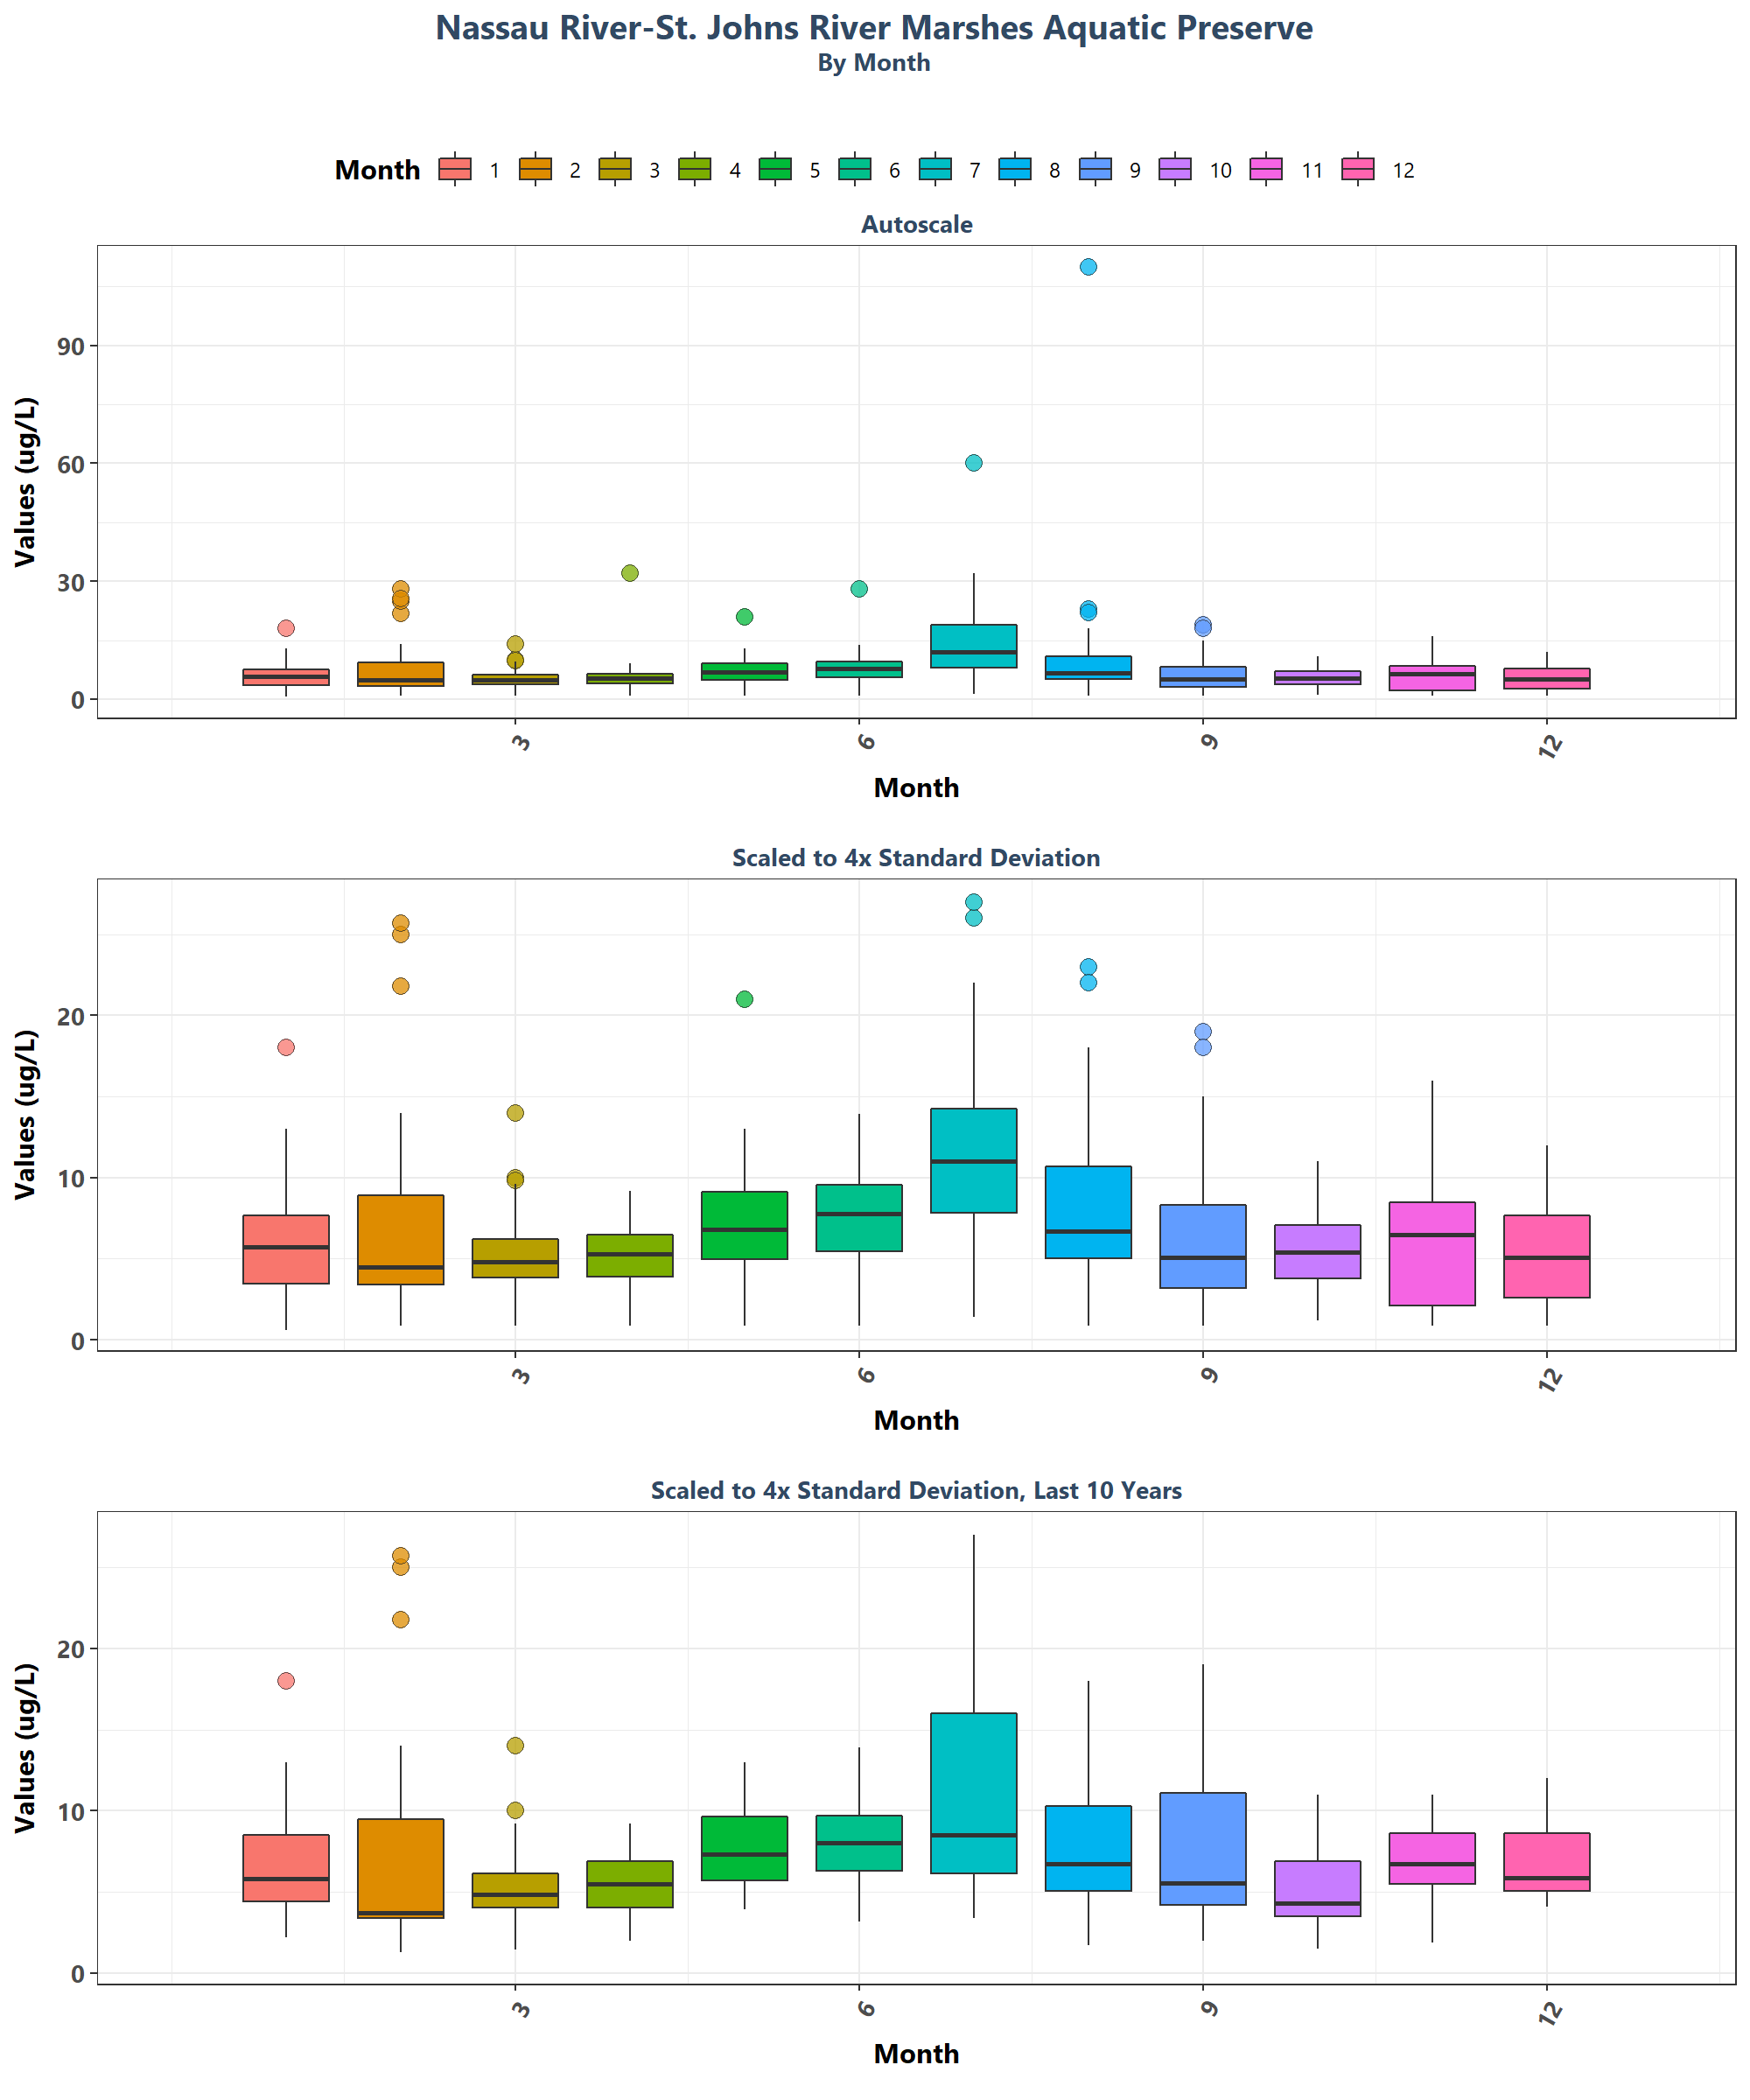 Nassau River-St. Johns River Marshes Aquatic Preserve
By Month
Month 1 2 3 4 5 6 7 8 9 10 11 12
Autoscale
Values (ug/L)
90
60
30
0
3 6 9 12
Month
Scaled to 4x Standard Deviation
Values (ug/L)
20
10
0
3 6 9 12
Month
Scaled to 4x Standard Deviation, Last 10 Years
Values (ug/L)
20
10
0
3 6 9 12
Month